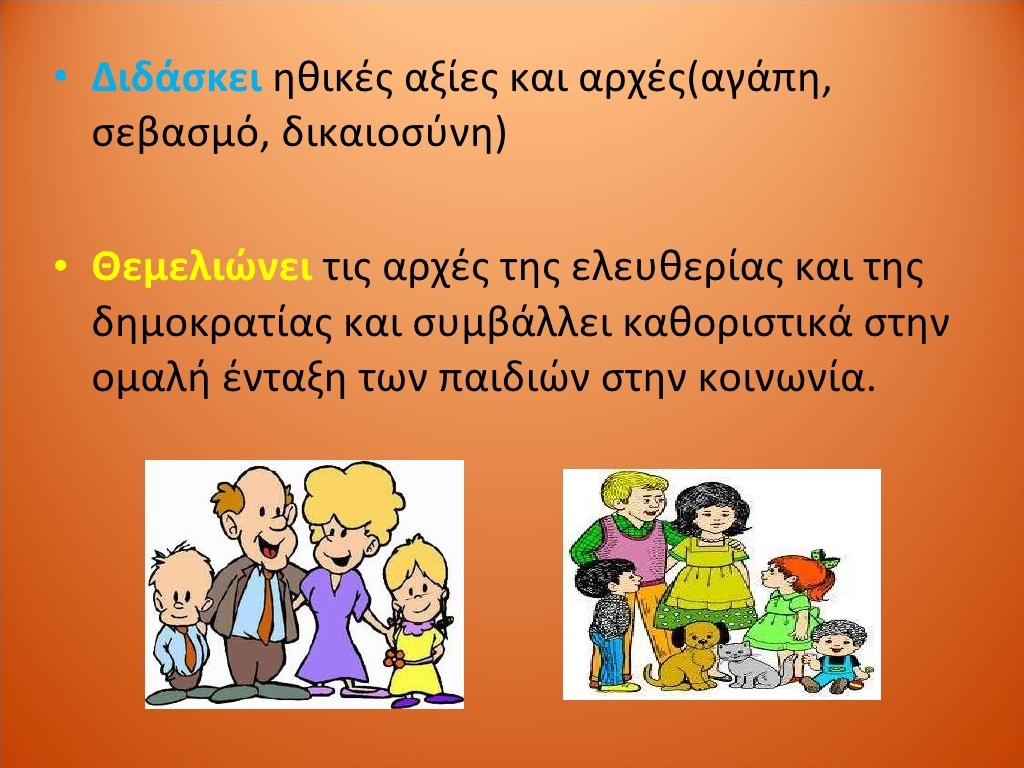 • Διδάσκει ηθικές αξίες και αρχές(αγάπη,
σεβασμό, δικαιοσύνη)
• Θεμελιώνει τις αρχές της ελευθερίας και της
δημοκρατίας και συμβάλλει καθοριστικά στην
ομαλή ένταξη των παιδιών στην κοινωνία.